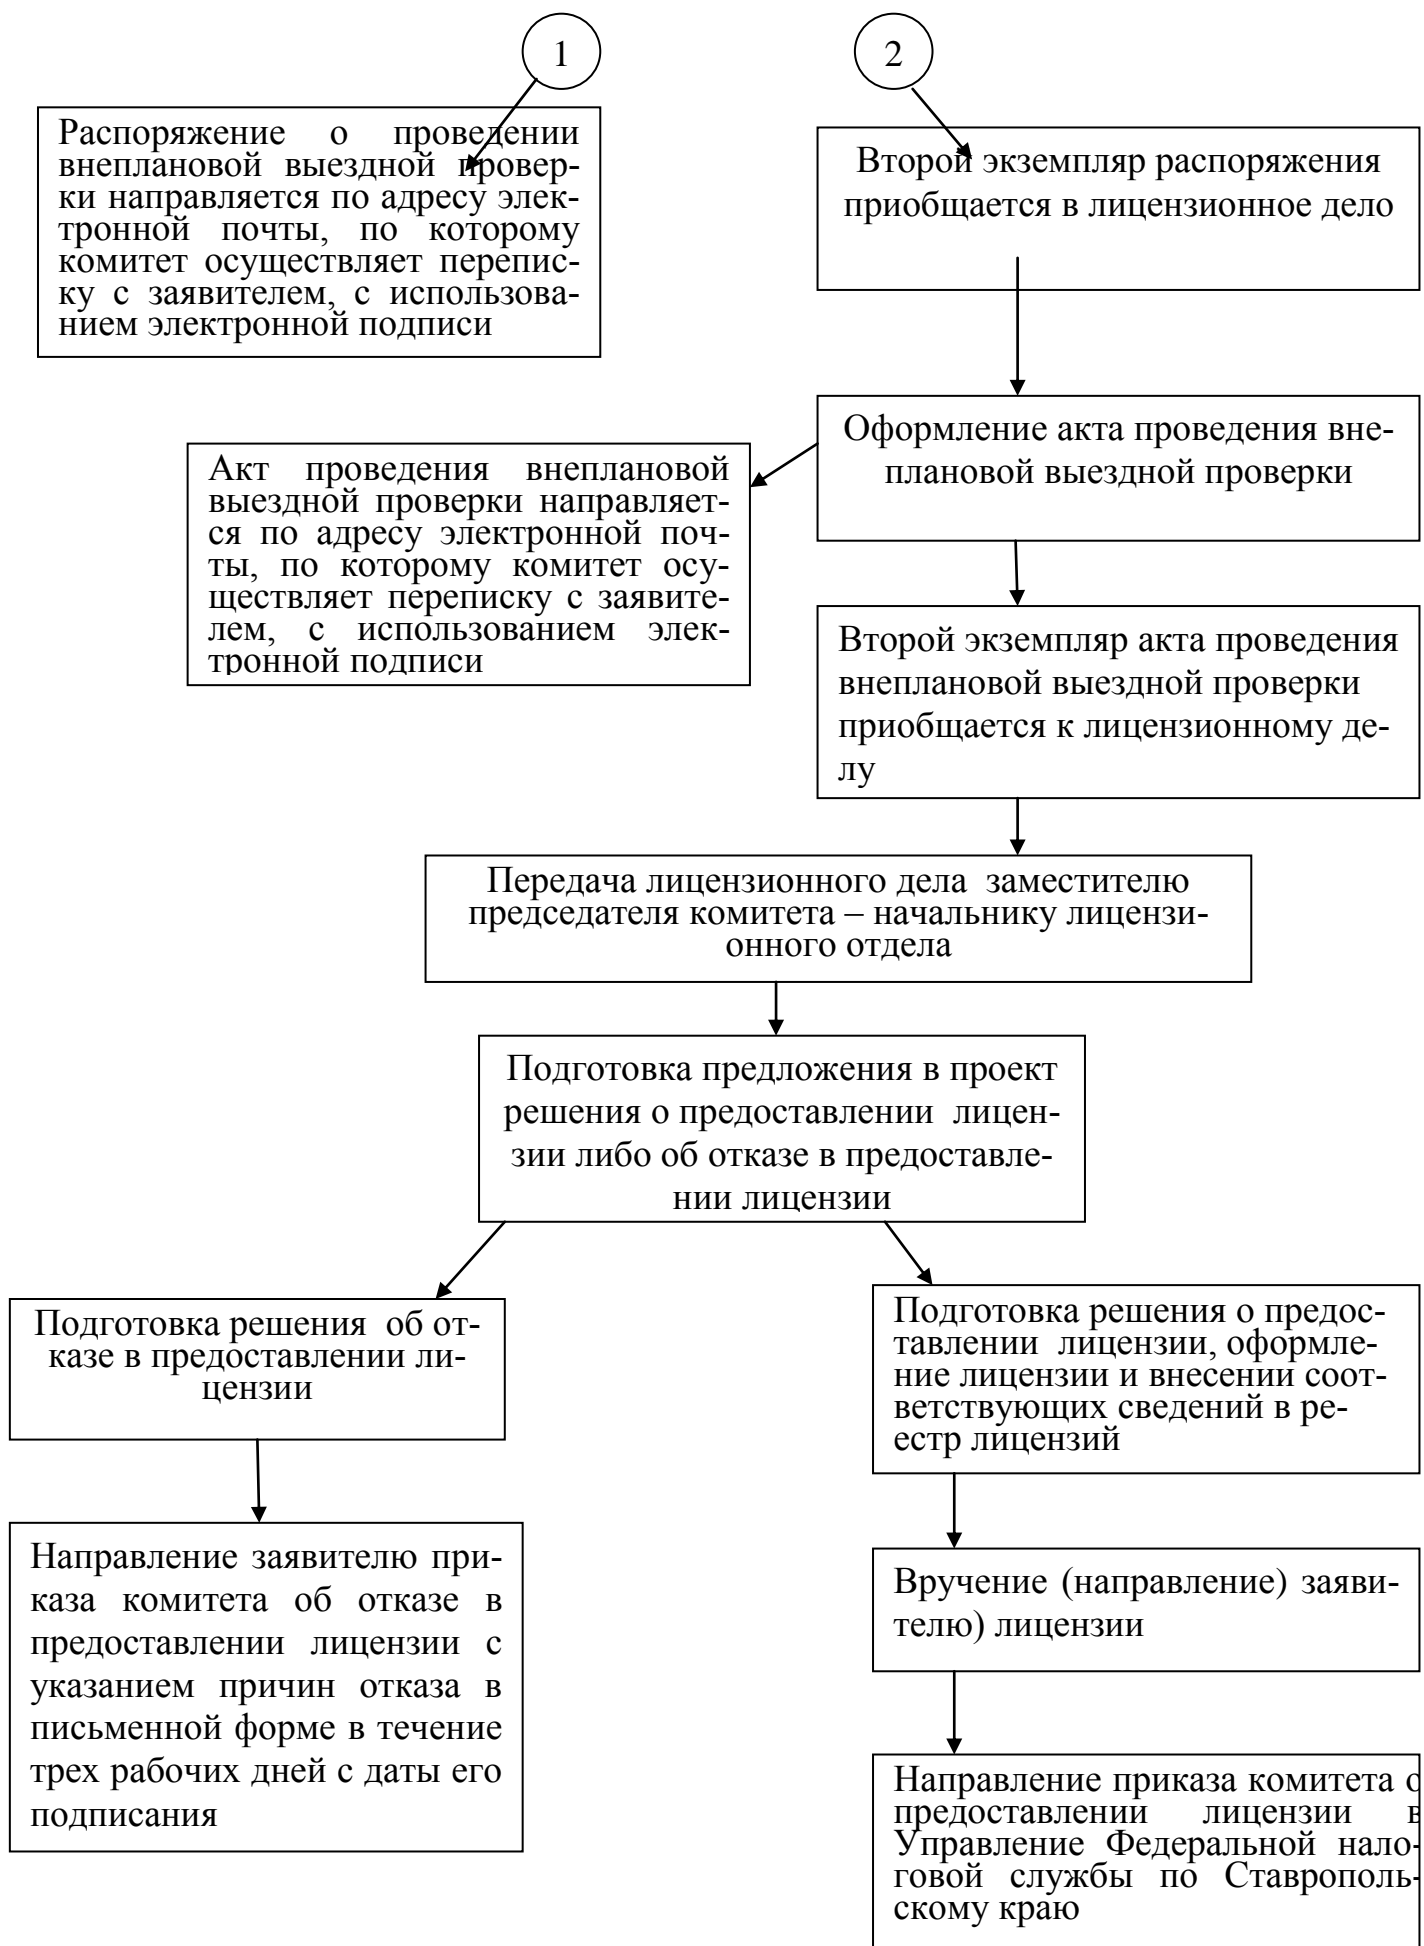 1
2
Распоряжение о проведении
внеплановой выездной провер-
ки направляется по адресу элек-
тронной почты, по которому
комитет осуществляет переписку
ку с заявителем, с использова-
нием электронной подписи
Второй экземпляр распоряжения
приобщается в лицензионное дело
Оформление акта проведения вне-
плановой выездной проверки
Акт проведения внеплановой
выездной проверки направляет-
ся по адресу электронной поч-
ты, по которому комитет осу-
ществляет переписку с заявите-
лем, с использованием элек-
тронной подписи
Второй экземпляр акта проведения
внеплановой выездной проверки
приобщается к лицензионному де-
лу
Передача лицензионного дела  заместителю
председателя комитета – начальнику лицензи-
онного отдела
Подготовка предложения в проект
решения о предоставлении  лицен-
зии либо об отказе в предоставле-
нии лицензии
Подготовка решения  об от-
казе в предоставлении ли-
цензии
Подготовка решения о предос-
тавлении  лицензии, оформле-
ние лицензии и внесении соот-
ветствующих сведений в ре-
естр лицензий
Направление заявителю при-
каза комитета об отказе в
предоставлении лицензии с
указанием причин отказа в
письменной форме в течение
трех рабочих дней с даты его
подписания
Вручение (направление) заяви-
телю) лицензии
Направление приказа комитета о
предоставлении лицензии в
Управление Федеральной нало-
говой службы по Ставрополь-
скому краю